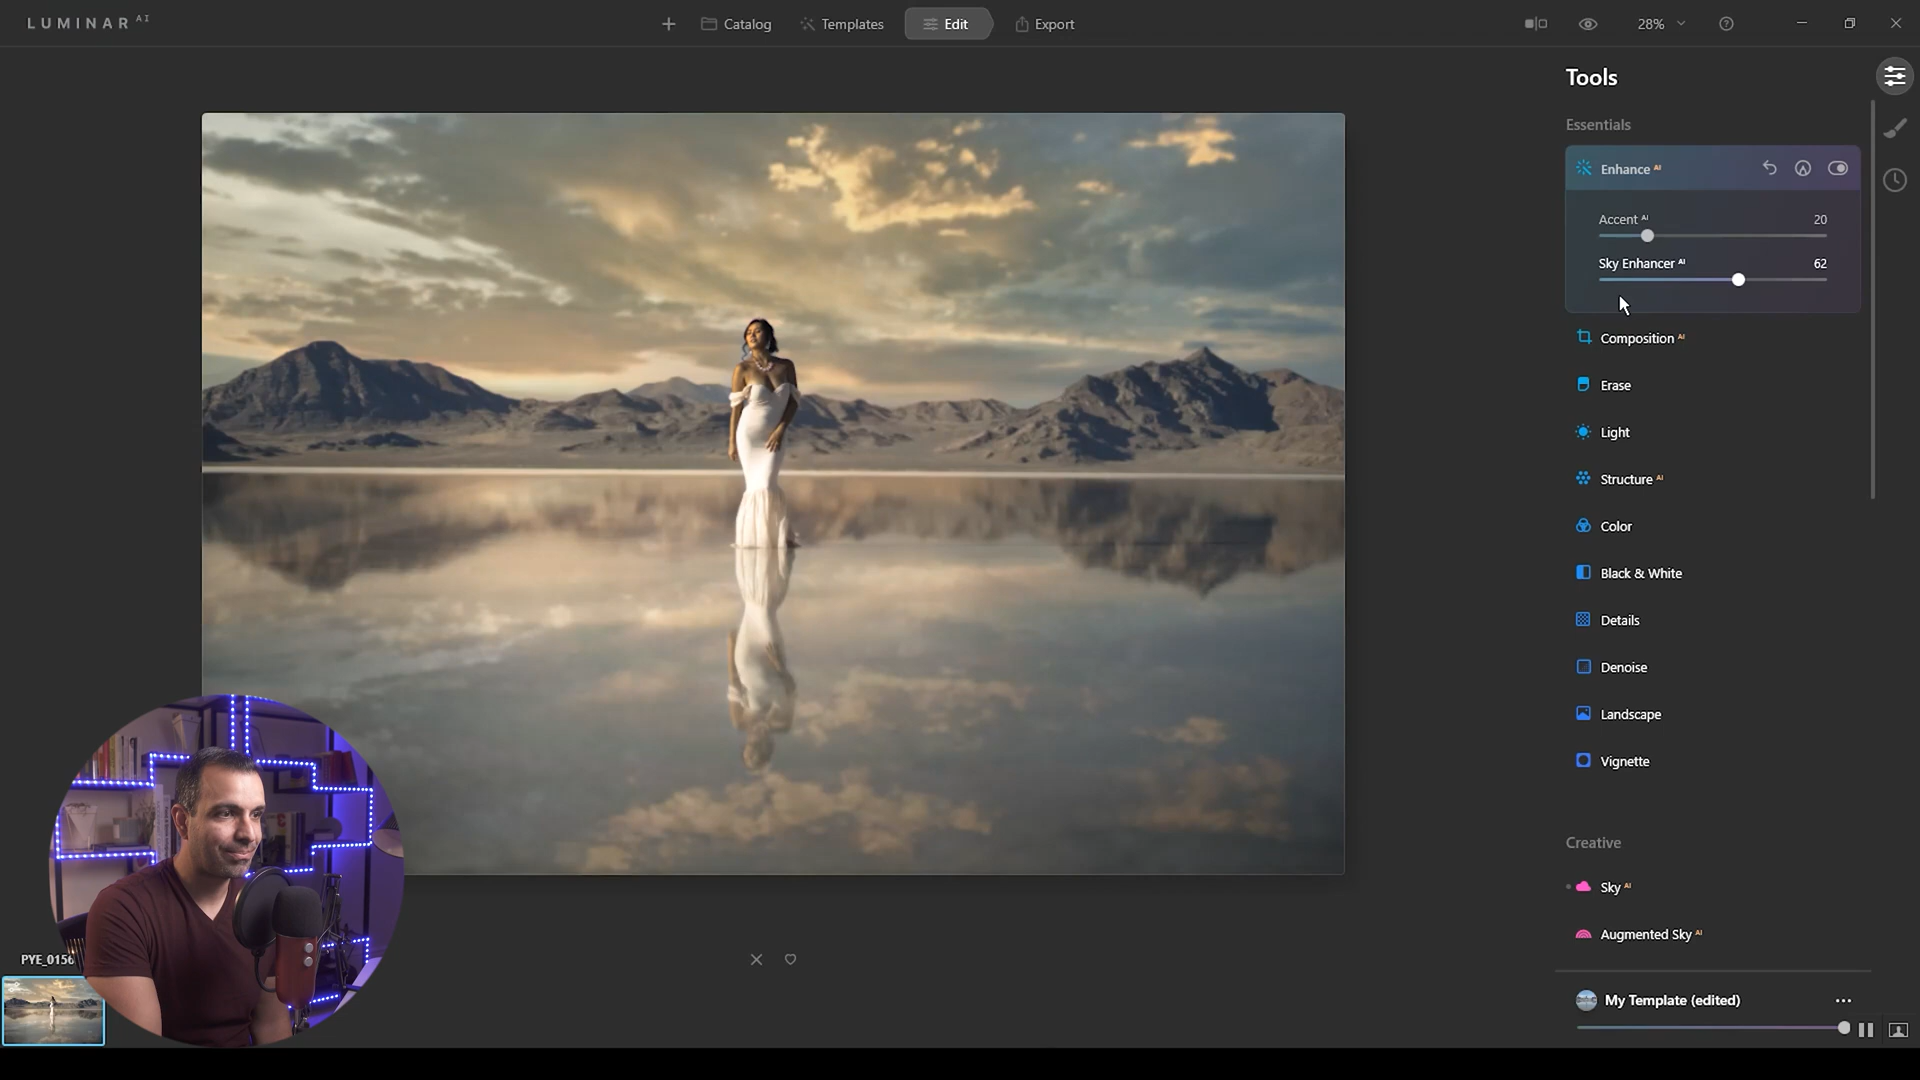 LUMINAR AI
Catalog
Templates
Edit
Export
28%
Tools
Essentials
Enhance AI
Accent AI 20
Sky Enhancer AI 62
Composition AI
Erase
Light
Structure AI
Color
Black & White
Details
Denoise
Landscape
Vignette
Creative
Sky AI
Augmented Sky AI
My Template (edited)